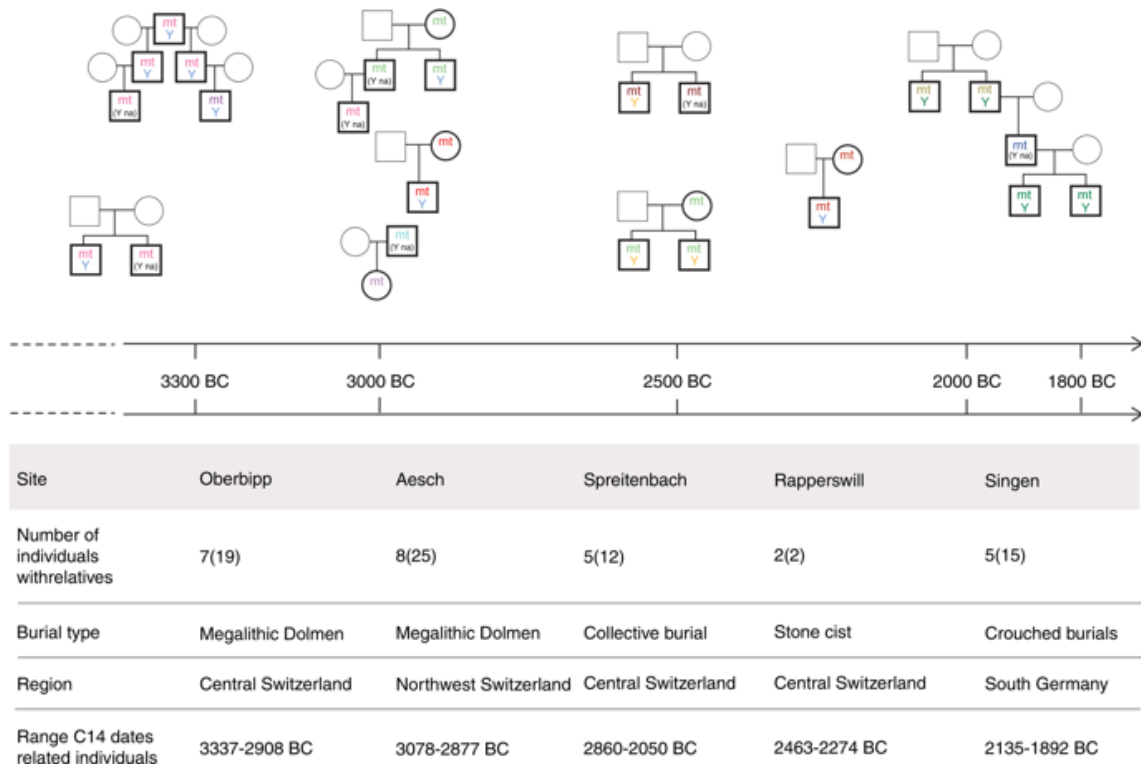 mt
Y
mt
Y
mt
Y
mt
(Y na)
mt
Y
mt
Y
mt
(Y na)
mt
mt
(Y na)
mt
Y
mt
(Y na)
mt
mt
Y
mt
(Y na)
mt
mt
Y
mt
(Y na)
mt
mt
Y
mt
Y
mt
mt
Y
mt
Y
mt
Y
mt
(Y na)
mt
Y
mt
Y
3300 BC 3000 BC 2500 BC 2000 BC 1800 BC
Site Oberbipp Aesch Spreitenbach Rapperswill Singen
Number of
individuals
withrelatives 7(19) 8(25) 5(12) 2(2) 5(15)
Burial type Megalithic Dolmen Megalithic Dolmen Collective burial Stone cist Crouched burials
Region Central Switzerland Northwest Switzerland Central Switzerland Central Switzerland South Germany
Range C14 dates
related individuals 3337-2908 BC 3078-2877 BC 2860-2050 BC 2463-2274 BC 2135-1892 BC